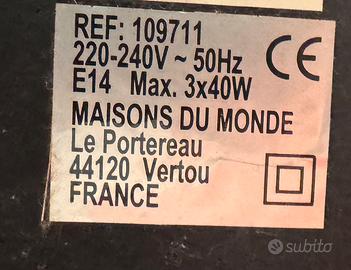 REF: 109711
220-240V ~ 50Hz
E14 Max. 3x40W
CE
MAISONS DU MONDE
Le Portereau
44120 Vertou
FRANCE
subito